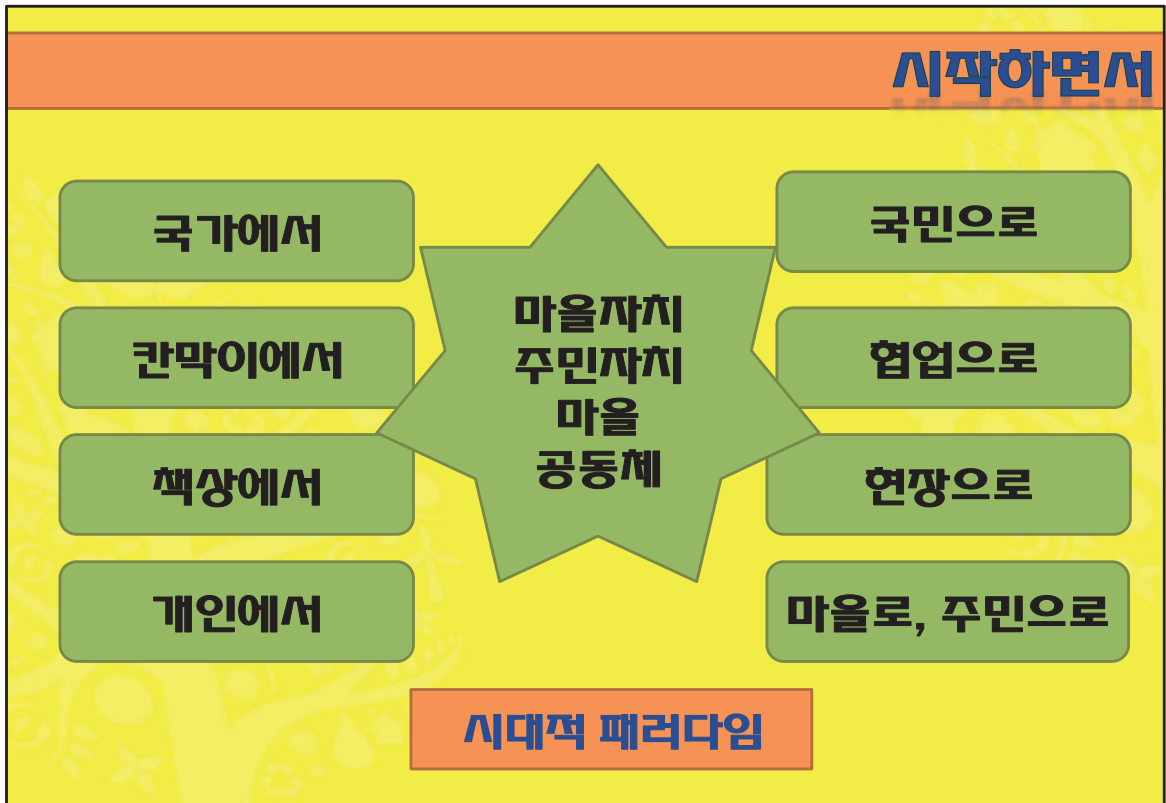 시작하면서
국가에서
국민으로
칸막이에서
협업으로
책상에서
현장으로
개인에서
마을로, 주민으로
마을자치
주민자치
마을
공동체
시대적 패러다임